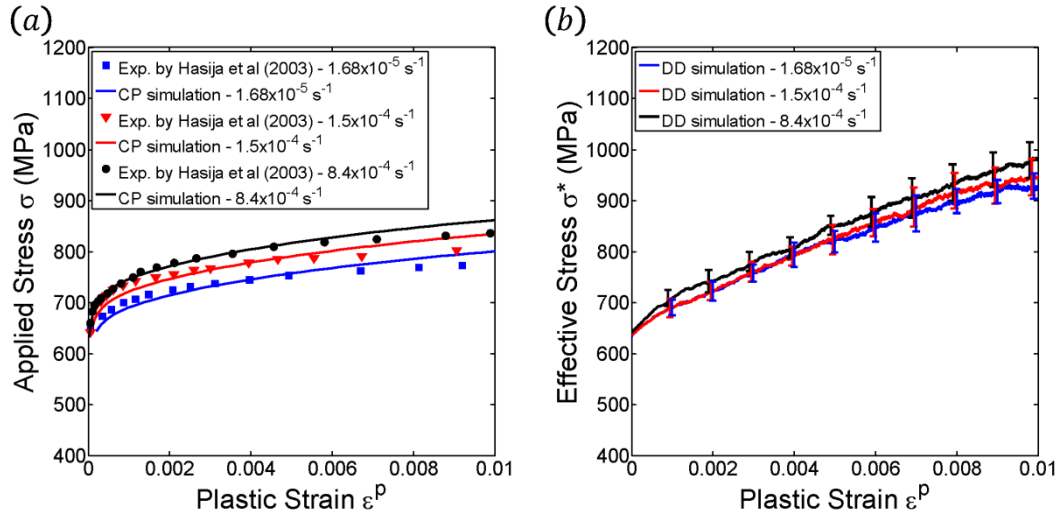 (a)
1200
1100
1000
900
800
700
600
500
400
Applied Stress σ (MPa)
Exp. by Hasija et al (2003) - 1.68x10⁻⁵ s⁻¹
CP simulation - 1.68x10⁻⁵ s⁻¹
Exp. by Hasija et al (2003) - 1.5x10⁻⁴ s⁻¹
CP simulation - 1.5x10⁻⁴ s⁻¹
Exp. by Hasija et al (2003) - 8.4x10⁻⁴ s⁻¹
CP simulation - 8.4x10⁻⁴ s⁻¹
0 0.002 0.004 0.006 0.008 0.01
Plastic Strain εᵖ
(b)
1200
1100
1000
900
800
700
600
500
400
Effective Stress σ* (MPa)
DD simulation - 1.68x10⁻⁵ s⁻¹
DD simulation - 1.5x10⁻⁴ s⁻¹
DD simulation - 8.4x10⁻⁴ s⁻¹
0 0.002 0.004 0.006 0.008 0.01
Plastic Strain εᵖ